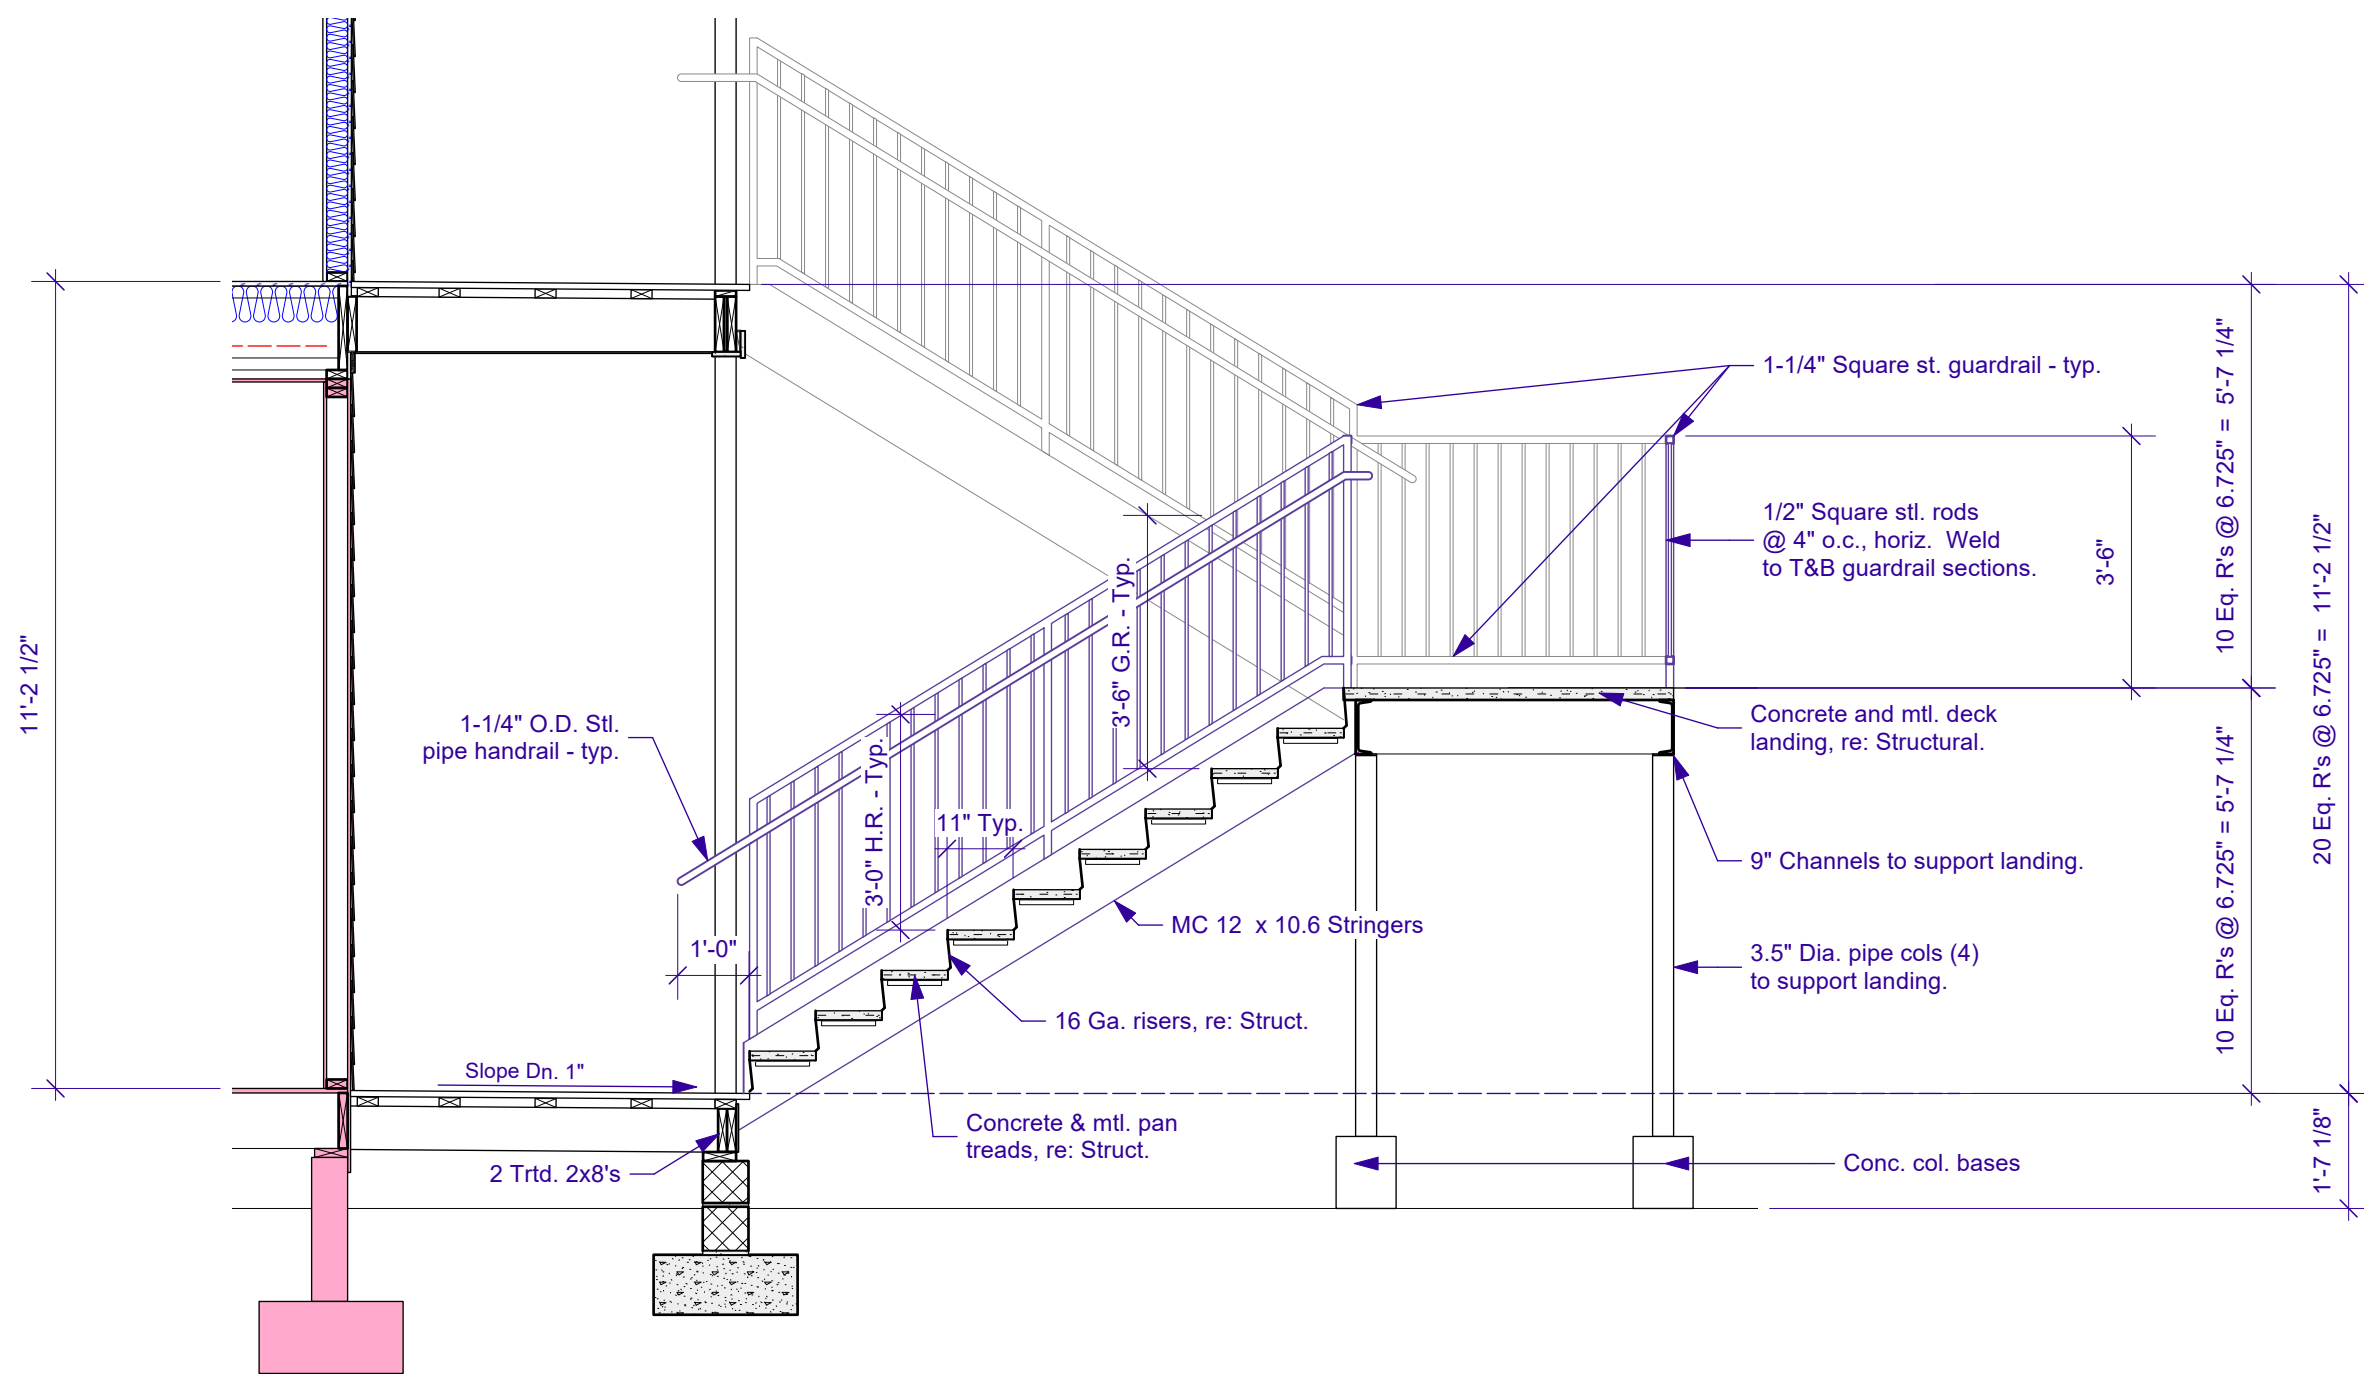 1-1/4" Square st. guardrail - typ.
10 Eq. R's @ 6.725" =  5'-7 1/4"
1/2" Square stl. rods
@ 4" o.c., horiz.  Weld
to T&B guardrail sections.
3'-6"
20 Eq. R's @ 6.725" =  11'-2 1/2"
3'-6" G.R. - Typ.
11'-2 1/2"
1-1/4" O.D. Stl.
pipe handrail - typ.
3'-0" H.R. - Typ.
11" Typ.
Concrete and mtl. deck
landing, re: Structural.
10 Eq. R's @ 6.725" = 5'-7 1/4"
9" Channels to support landing.
MC 12  x 10.6 Stringers
1'-0"
3.5" Dia. pipe cols (4)
to support landing.
16 Ga. risers, re: Struct.
Slope Dn. 1"
Concrete & mtl. pan
treads, re: Struct.
2 Trtd. 2x8's
Conc. col. bases
1'-7 1/8"